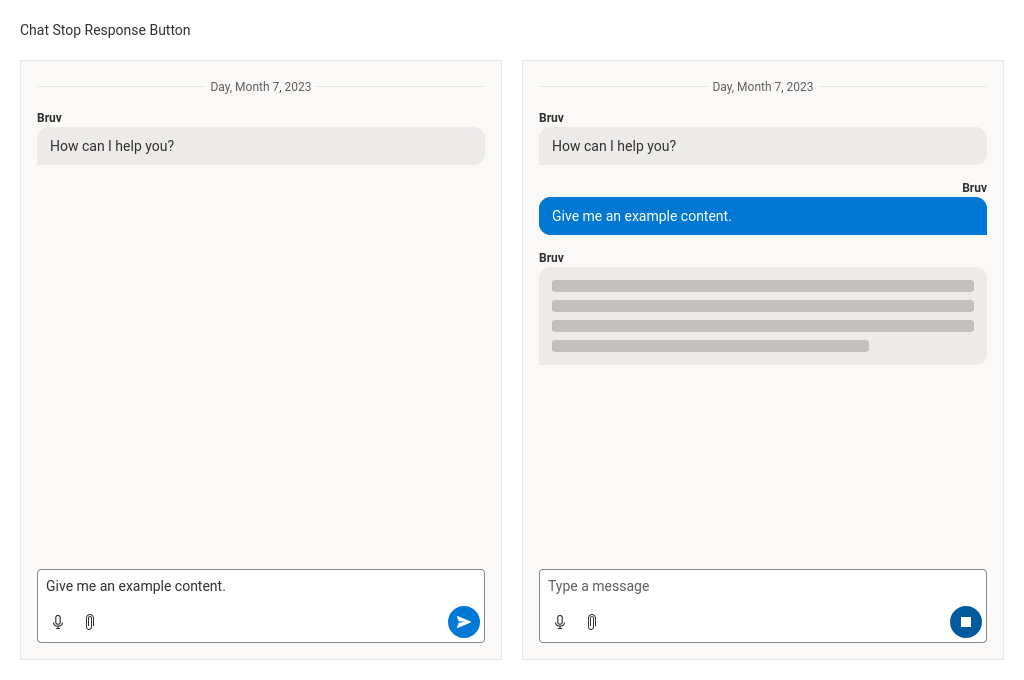 Chat Stop Response Button
Day, Month 7, 2023
Bruv
How can I help you?
Give me an example content.
Day, Month 7, 2023
Bruv
How can I help you?
Bruv
Give me an example content.
Bruv
Type a message